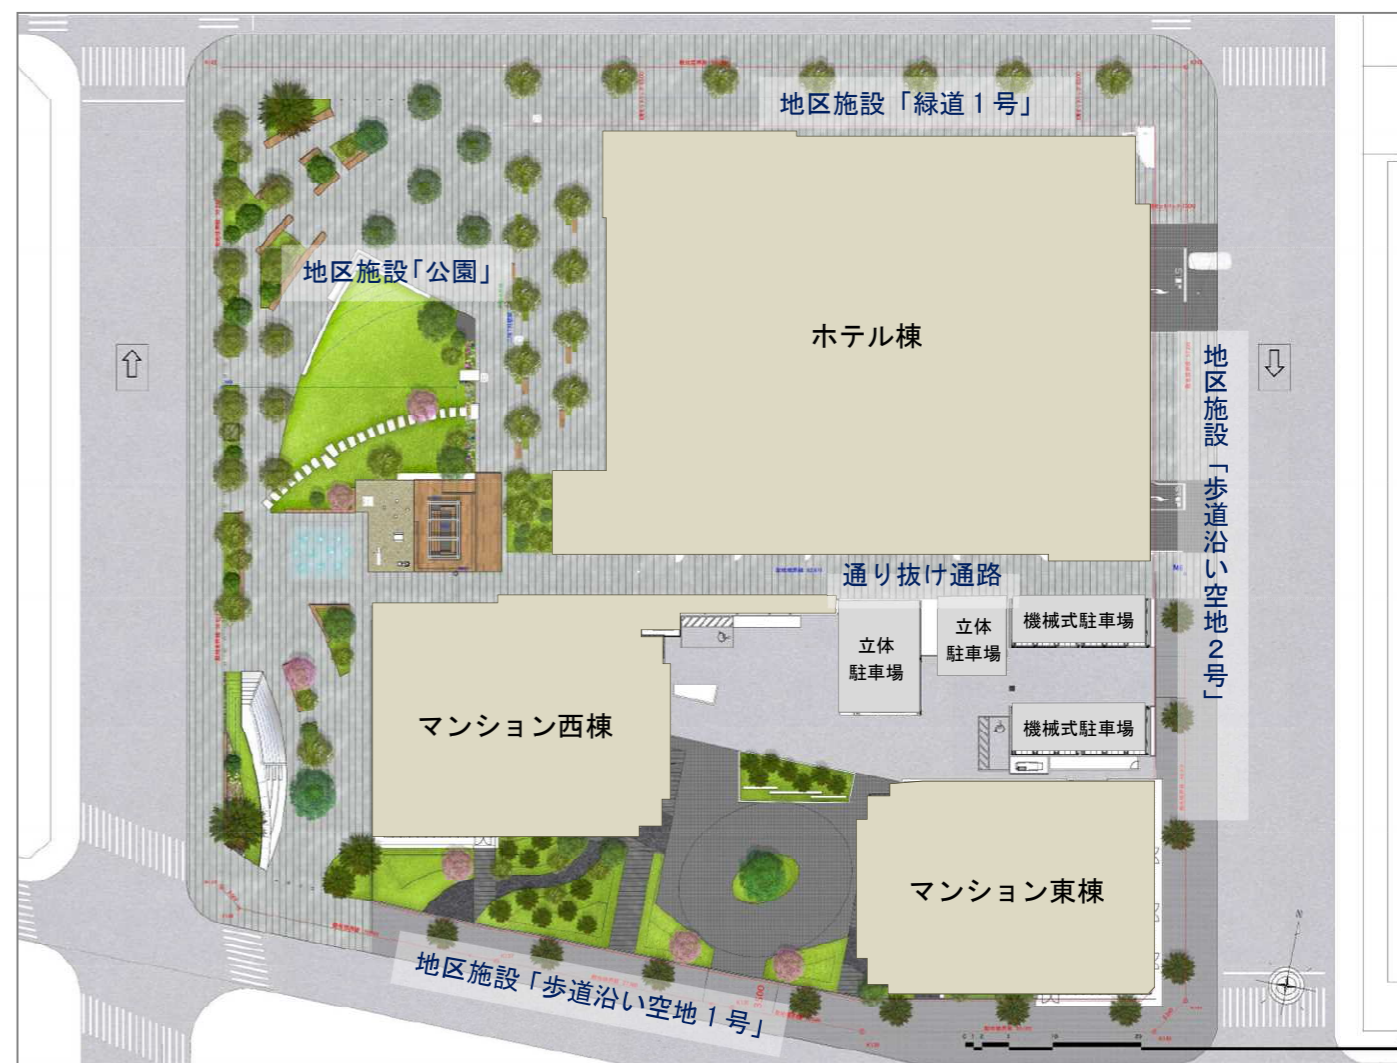 地区施設「緑道1号」
地区施設「公園」
ホテル棟
地区施設「歩道沿い空地2号」
通り抜け通路
立体
駐車場
立体
駐車場
機械式駐車場
機械式駐車場
マンション西棟
マンション東棟
地区施設「歩道沿い空地1号」
N